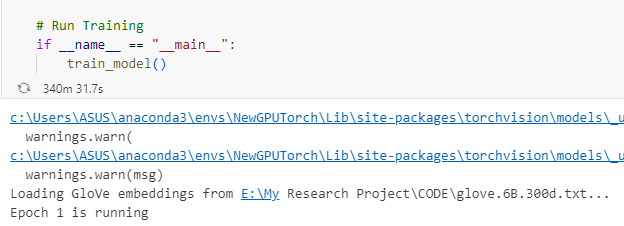 # Run Training
if __name__ == "__main__":
train_model()
340m 31.7s
c:\Users\ASUS\anaconda3\envs\NewGPUTorch\Lib\site-packages\torchvision\models\_u
warnings.warn(
c:\Users\ASUS\anaconda3\envs\NewGPUTorch\Lib\site-packages\torchvision\models\_u
warnings.warn(msg)
Loading GloVe embeddings from E:\My Research Project\CODE\glove.6B.300d.txt...
Epoch 1 is running